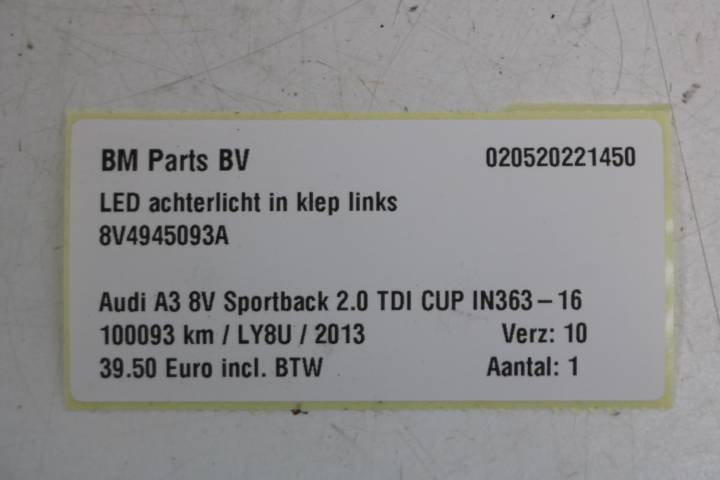 BM Parts BV 020520221450
LED achterlicht in klep links
8V4945093A
Audi A3 8V Sportback 2.0 TDI CUP IN363-16
100093 km / LY8U / 2013 Verz: 10
39.50 Euro incl. BTW Aantal: 1